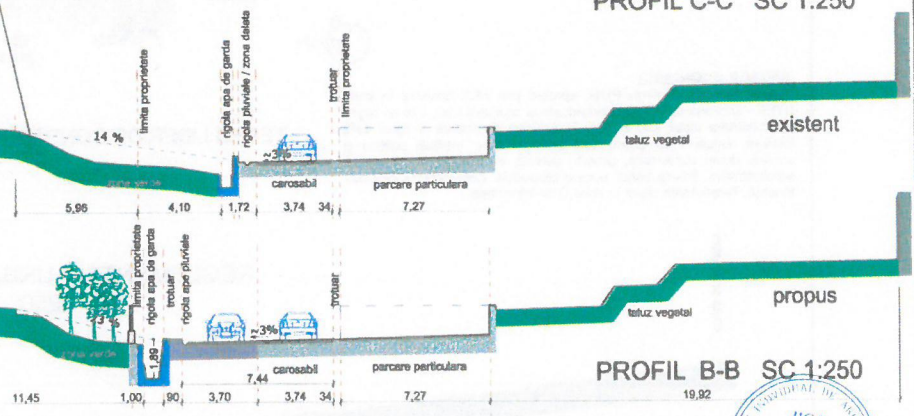 PROFIL C-C SC 1:250
limita proprietate
rigola apa de garda
rigola pluviale / zona dalata
trotuar
limita proprietate
14 %
≈3%
existent
taluz vegetal
zona verde
carosabil
parcare particulara
5,96 4,10 1,72 3,74 34 7,27
limita proprietate
rigola apa de garda
trotuar
rigola ape pluviale
trotuar
3 %
1,89
≈3%
propus
taluz vegetal
zona verde
carosabil
parcare particulara
7,44
PROFIL B-B SC 1:250
11,45 1,00 90 3,70 3,74 34 7,27 19,92